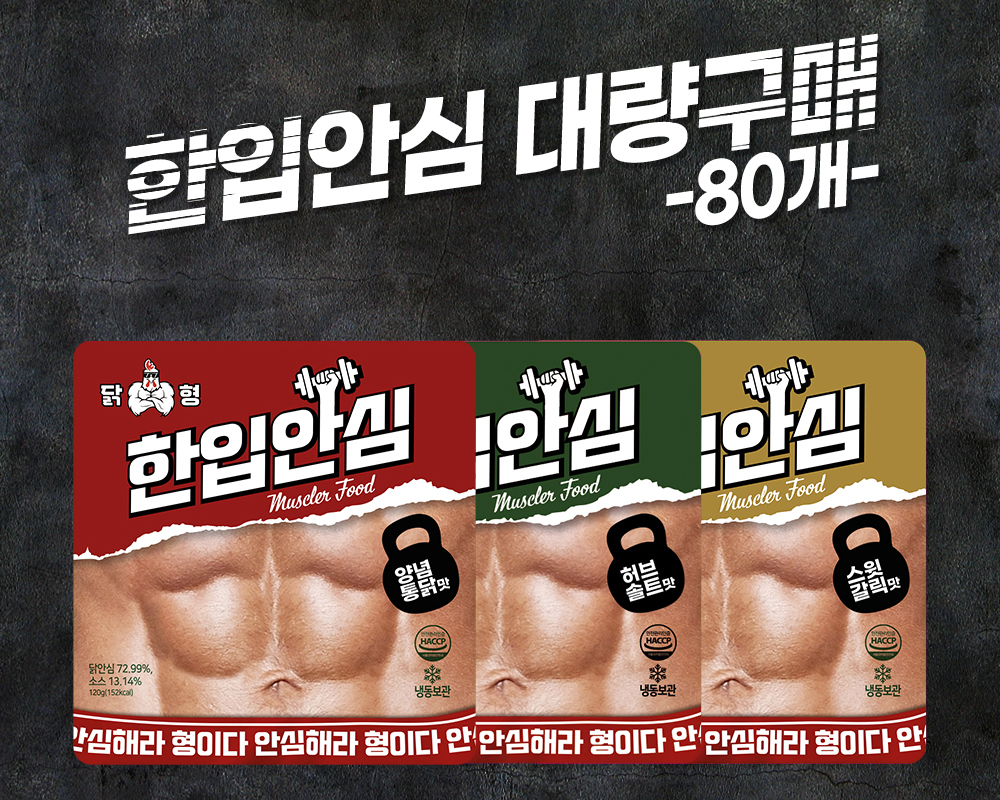 한입안심 대량구매
-80개-
닭 형
한입안심
Muscler Food
양념
통닭맛
닭안심 72.99%,
소스 13.14%
120g(152kcal)
HACCP
냉동보관
안심해라 형이다 안심해라 형이다 안
안심
Muscler Food
허브
솔트맛
HACCP
냉동보관
안심해라 형이다 안
안심
Muscler Food
스윗
갈릭맛
HACCP
냉동보관
안심해라 형이다 안